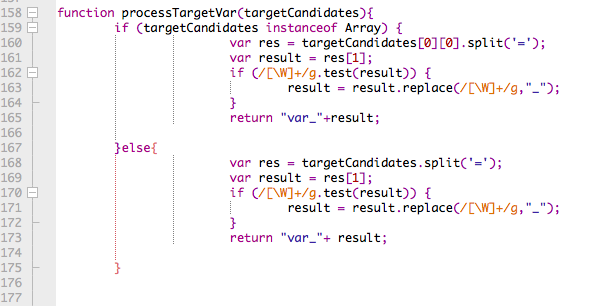 157
158 function processTargetVar(targetCandidates){
159 if (targetCandidates instanceof Array) {
160 var res = targetCandidates[0][0].split('=');
161 var result = res[1];
162 if (/[\W]+/g.test(result)) {
163 result = result.replace(/[\W]+/g,"_");
164 }
165 return "var_"+result;
166
167 }else{
168 var res = targetCandidates.split('=');
169 var result = res[1];
170 if (/[\W]+/g.test(result)) {
171 result = result.replace(/[\W]+/g,"_");
172 }
173 return "var_"+ result;
174
175 }
176
177